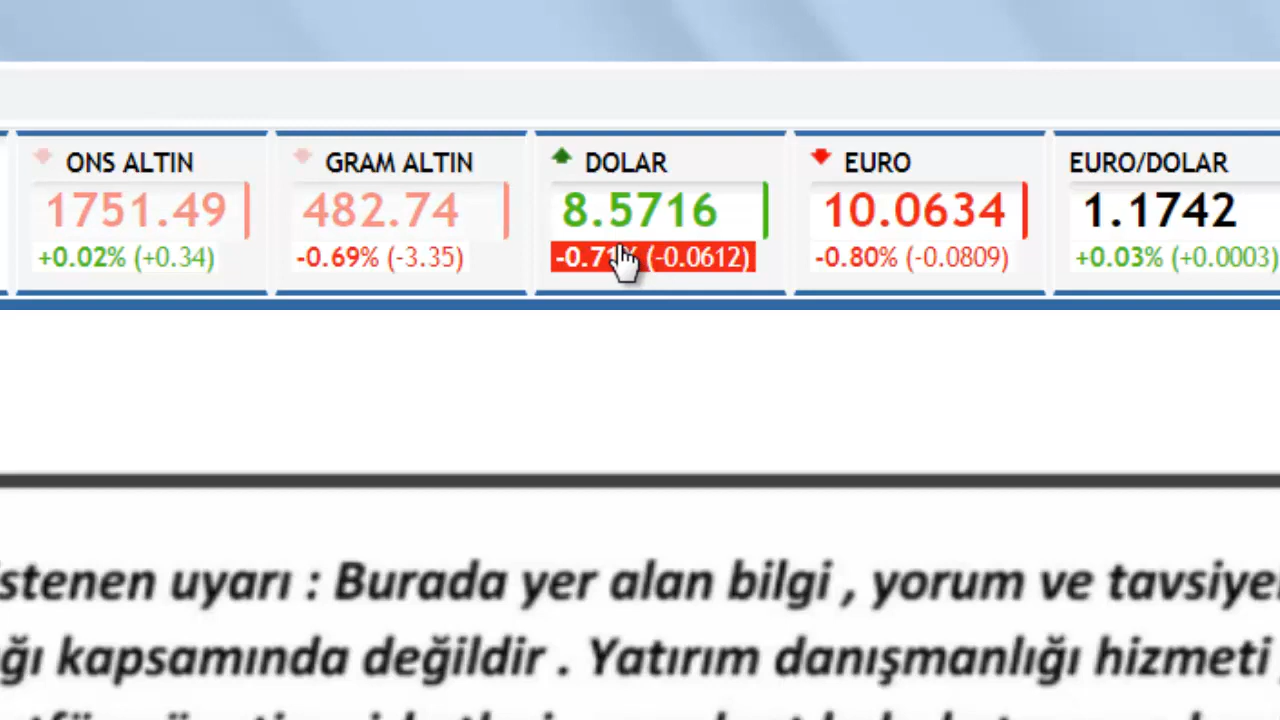 ONS ALTIN
1751.49
+0.02% (+0.34)
GRAM ALTIN
482.74
-0.69% (-3.35)
DOLAR
8.5716
(-0.0612)
EURO
10.0634
-0.80% (-0.0809)
EURO/DOLAR
1.1742
+0.03% (+0.0003)
uyarı : Burada yer alan bilgi , yorum ve
kapsamında değildir . Yatırım danışmanlığı hizmeti